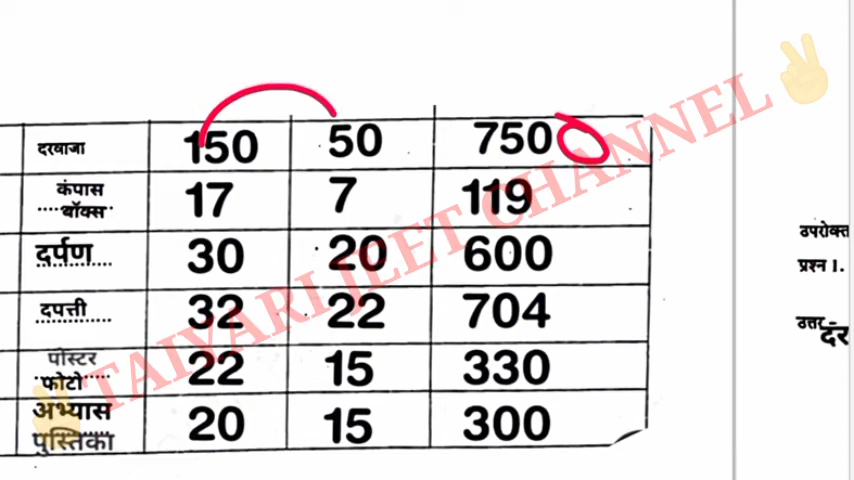 TAIYARI JEET CHANNEL
दरवाजा 150 50 750
कंपास
बॉक्स 17 7 119
दर्पण 30 20 600
दपत्ती 32 22 704
पोस्टर
फोटो 22 15 330
अभ्यास
पुस्तिका 20 15 300
उपरोक्त
प्रश्न 1.
उत्तर-